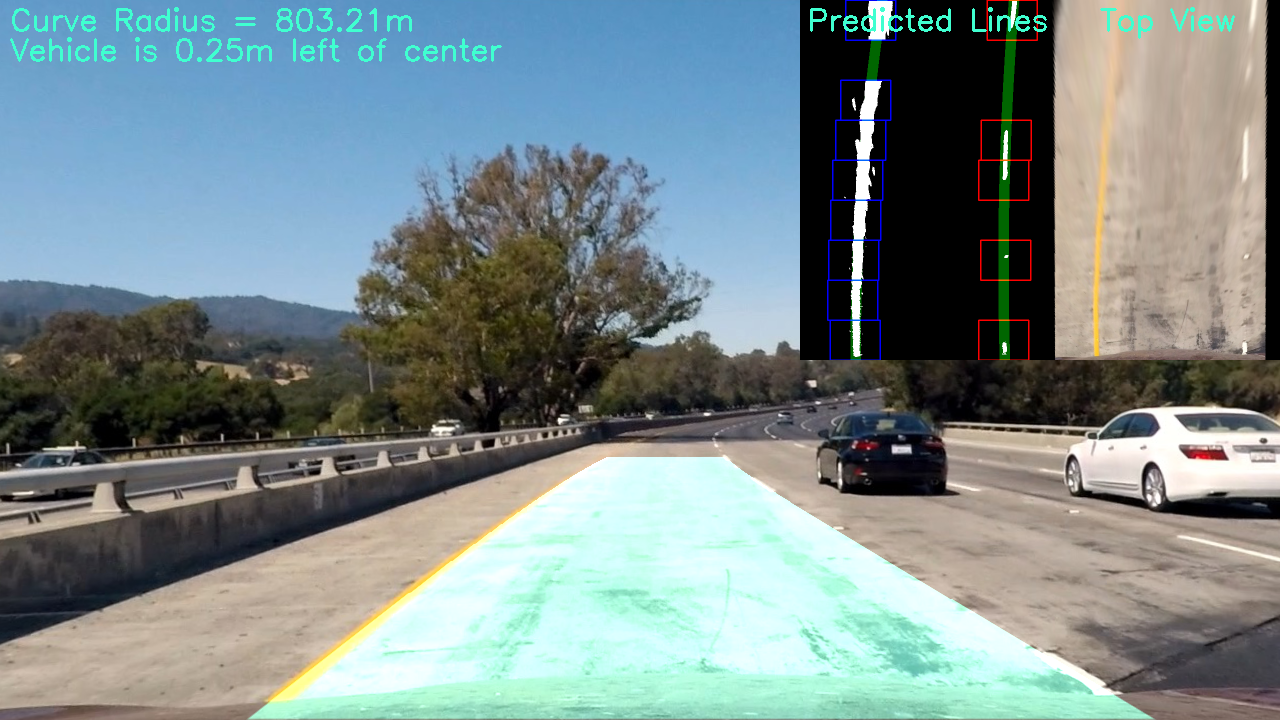 Curve Radius = 803.21m
Vehicle is 0.25m left of center
Predicted Lines
Top View